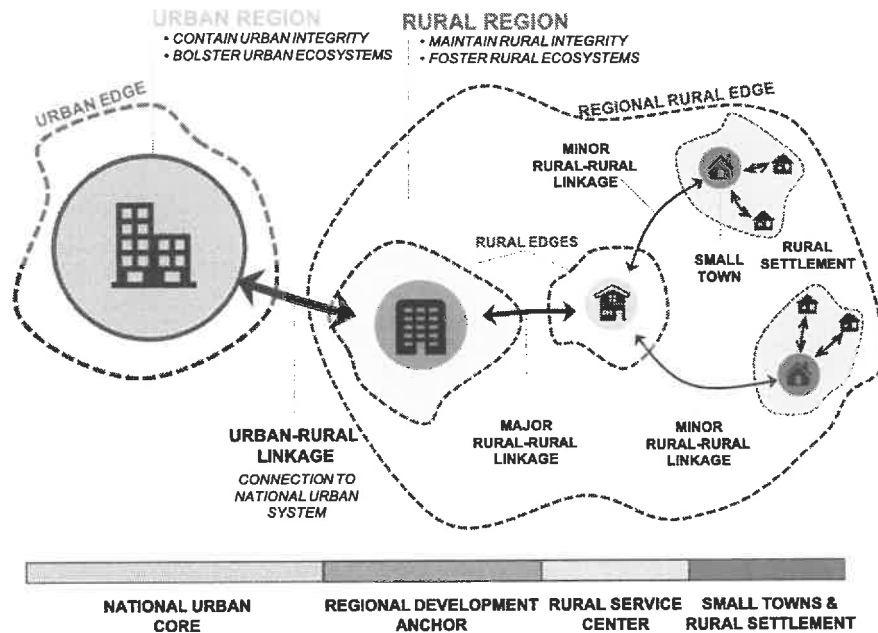 URBAN REGION
• CONTAIN URBAN INTEGRITY
• BOLSTER URBAN ECOSYSTEMS
RURAL REGION
• MAINTAIN RURAL INTEGRITY
• FOSTER RURAL ECOSYSTEMS
URBAN EDGE
REGIONAL RURAL EDGE
MINOR
RURAL-RURAL
LINKAGE
RURAL EDGES
SMALL
TOWN
RURAL
SETTLEMENT
URBAN-RURAL
LINKAGE
CONNECTION TO
NATIONAL URBAN
SYSTEM
MAJOR
RURAL-RURAL
LINKAGE
MINOR
RURAL-RURAL
LINKAGE
NATIONAL URBAN
CORE
REGIONAL DEVELOPMENT
ANCHOR
RURAL SERVICE
CENTER
SMALL TOWNS &
RURAL SETTLEMENT